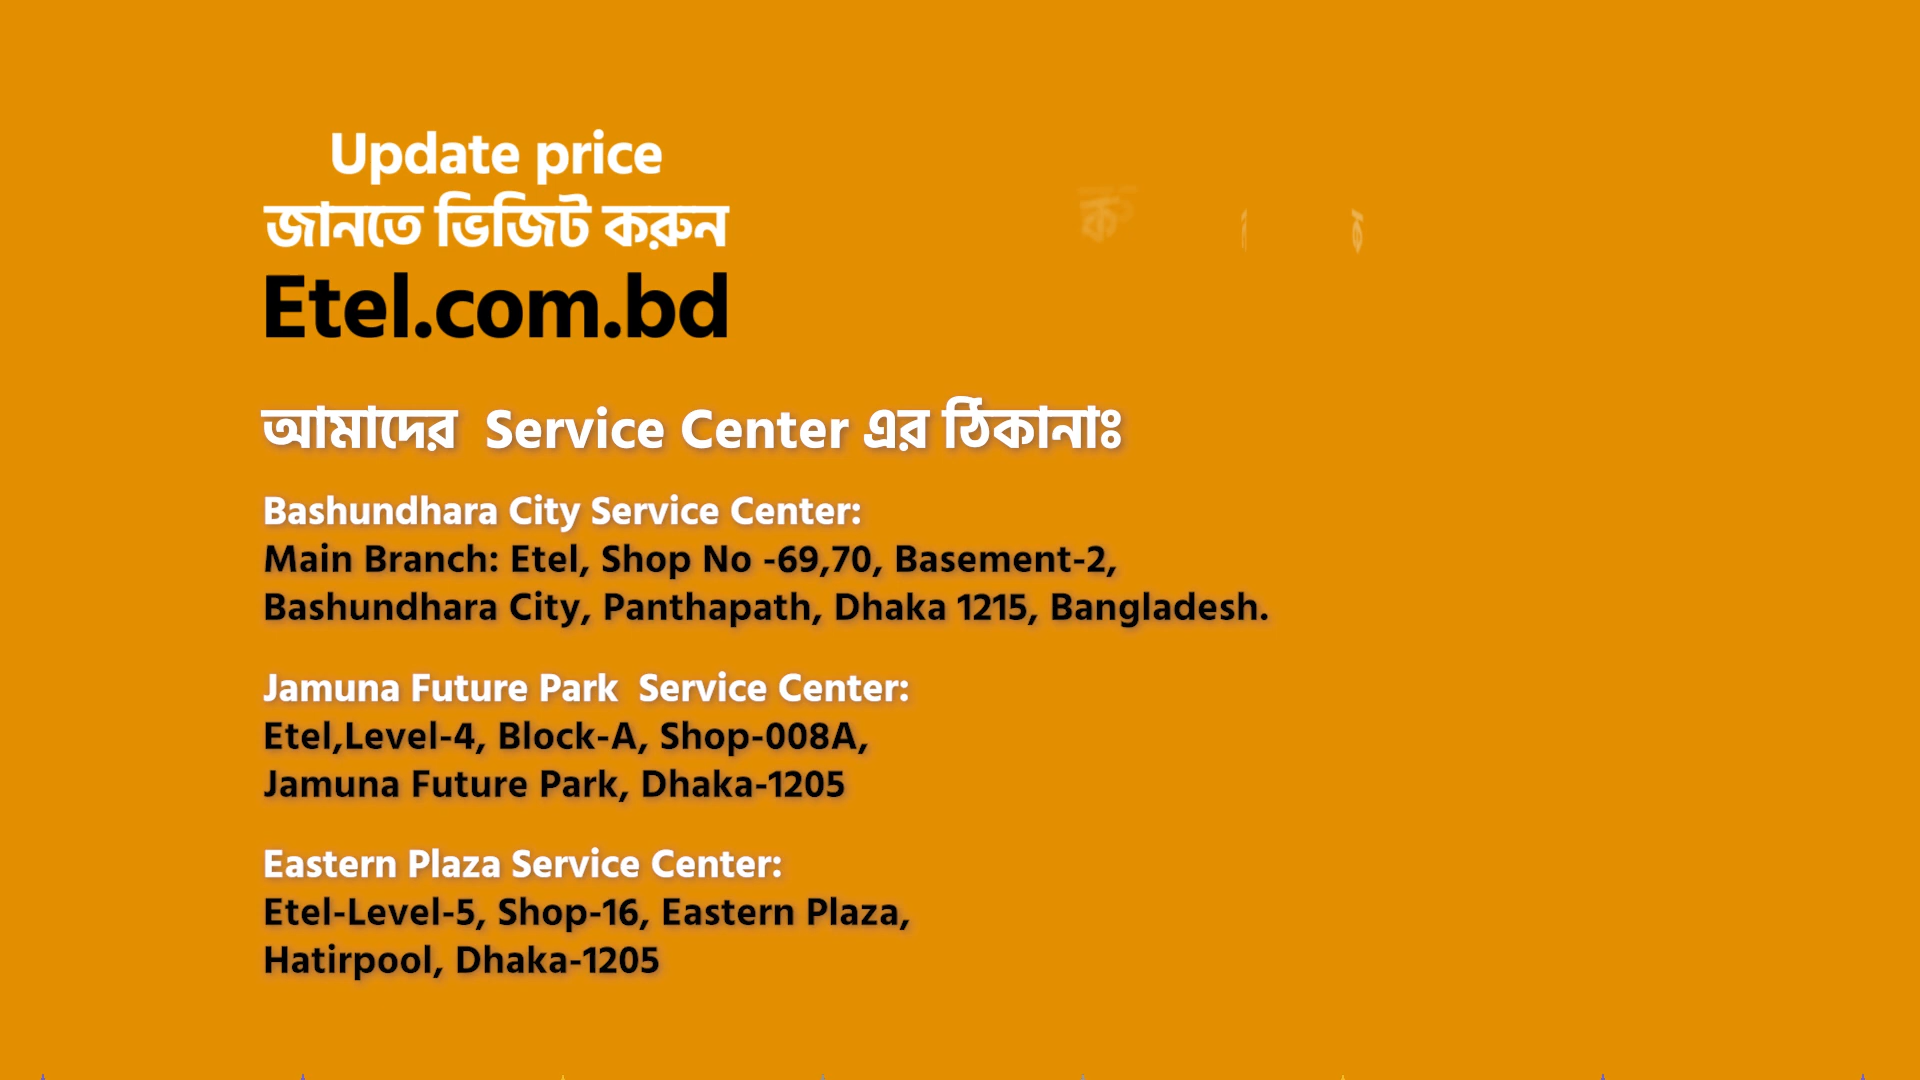 Update price
জানতে ভিজিট করুন
Etel.com.bd
আমাদের Service Center এর ঠিকানাঃ
Bashundhara City Service Center:
Main Branch: Etel, Shop No -69,70, Basement-2,
Bashundhara City, Panthapath, Dhaka 1215, Bangladesh.
Jamuna Future Park Service Center:
Etel,Level-4, Block-A, Shop-008A,
Jamuna Future Park, Dhaka-1205
Eastern Plaza Service Center:
Etel-Level-5, Shop-16, Eastern Plaza,
Hatirpool, Dhaka-1205